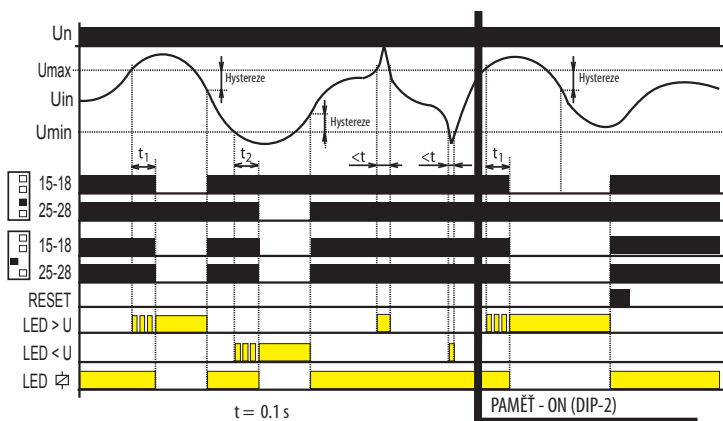 Un
Umax
Hystereze
Hystereze
Uin
Hystereze
Umin
t1
t2
<t
<t
t1
15-18
25-28
15-18
25-28
RESET
LED > U
LED < U
LED
t = 0.1 s
PAMĚŤ - ON (DIP-2)